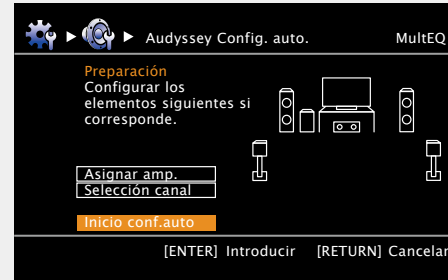 Audyssey Config. auto. MultEQ
Preparación
Configurar los
elementos siguientes si
corresponde.
Asignar amp.
Selección canal
Inicio conf.auto
[ENTER] Introducir [RETURN] Cancelar